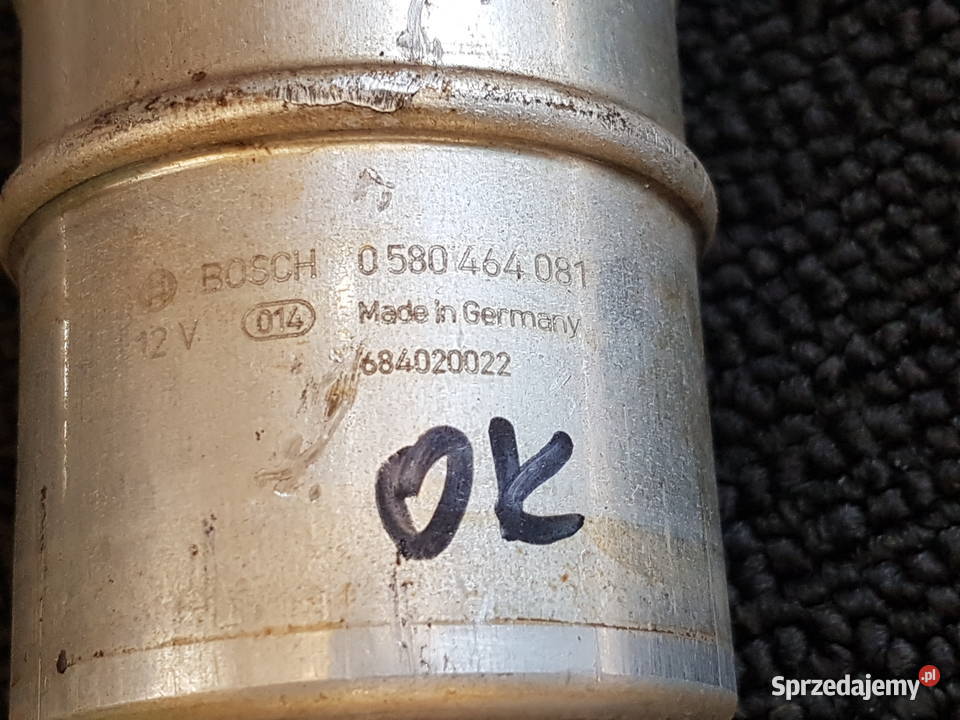 BOSCH 0 580 464 081
12 V 014 Made in Germany
684020022
OK
Sprzedajemy.pl